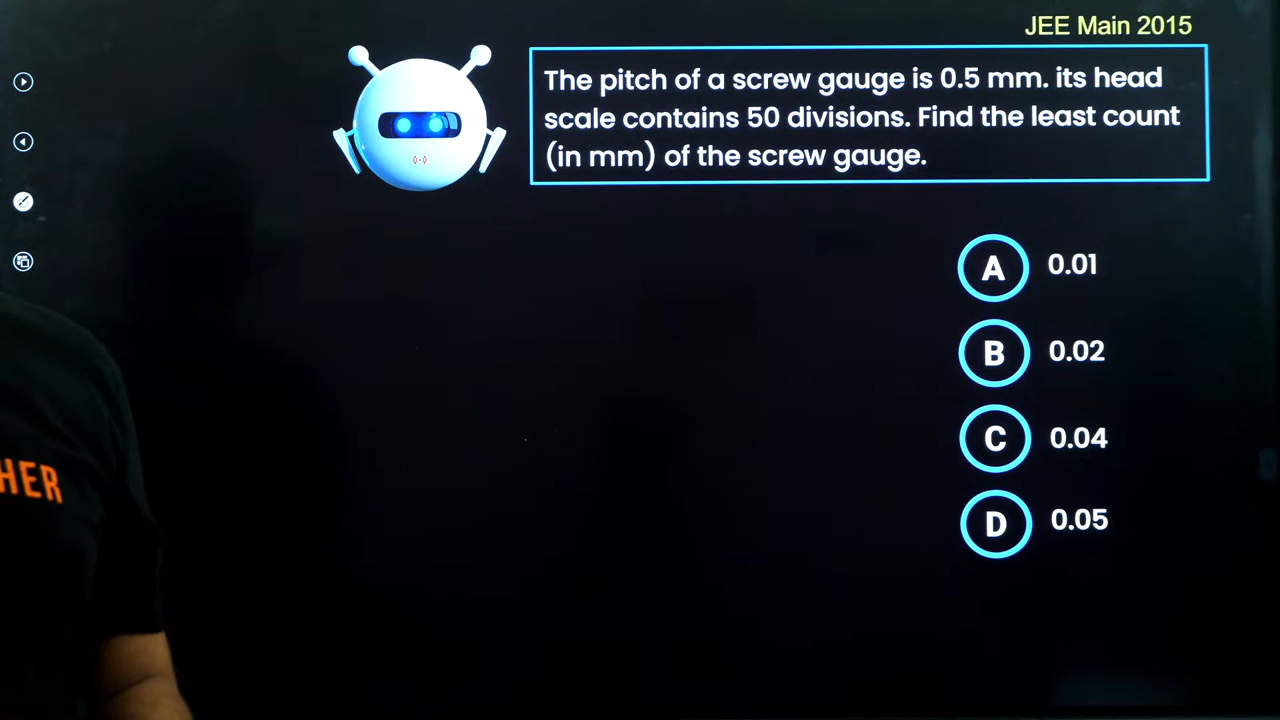 JEE Main 2015
The pitch of a screw gauge is 0.5 mm. its head
scale contains 50 divisions. Find the least count
(in mm) of the screw gauge.
A 0.01
B 0.02
C 0.04
D 0.05
HER